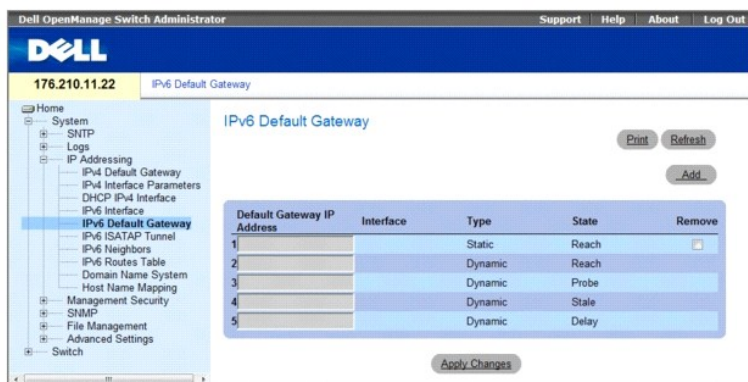 Dell OpenManage Switch Administrator
Support Help About Log Out
DELL
176.210.11.22
IPv6 Default Gateway
Home
System
SNTP
Logs
IP Addressing
IPv4 Default Gateway
IPv4 Interface Parameters
DHCP IPv4 Interface
IPv6 Interface
IPv6 Default Gateway
IPv6 ISATAP Tunnel
IPv6 Neighbors
IPv6 Routes Table
Domain Name System
Host Name Mapping
Management Security
SNMP
File Management
Advanced Settings
Switch
IPv6 Default Gateway
Print Refresh
Add
Default Gateway IP Address Interface Type State Remove
1 Static Reach
2 Dynamic Reach
3 Dynamic Probe
4 Dynamic Stale
5 Dynamic Delay
Apply Changes